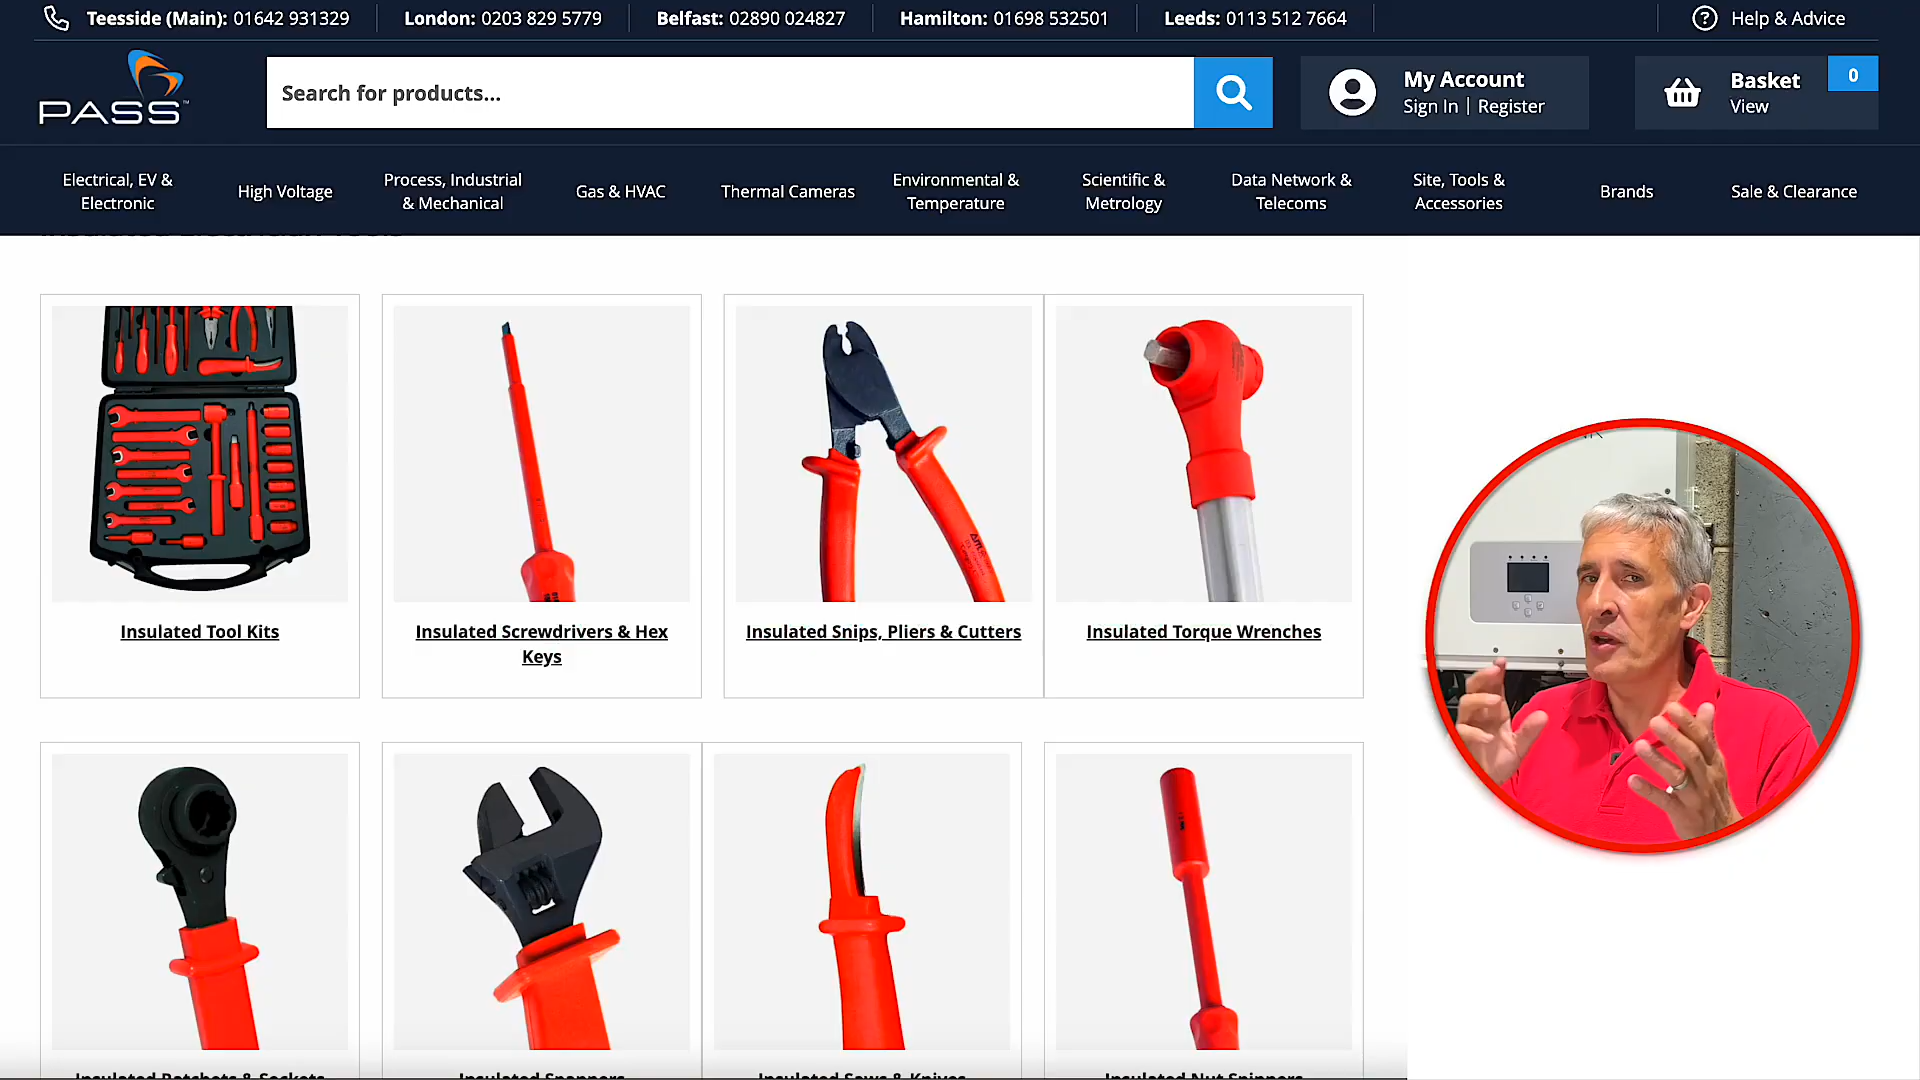 Teesside (Main): 01642 931329
London: 0203 829 5779
Belfast: 02890 024827
Hamilton: 01698 532501
Leeds: 0113 512 7664
Help & Advice
PASS™
Search for products...
My Account
Sign In | Register
Basket
View
0
Electrical, EV &
Electronic
High Voltage
Process, Industrial
& Mechanical
Gas & HVAC
Thermal Cameras
Environmental &
Temperature
Scientific &
Metrology
Data Network &
Telecoms
Site, Tools &
Accessories
Brands
Sale & Clearance
Insulated Electrician Tools
Insulated Tool Kits
Insulated Screwdrivers & Hex
Keys
Insulated Snips, Pliers & Cutters
Insulated Torque Wrenches
Insulated Ratchets & Sockets
Insulated Spanners
Insulated Saws & Knives
Insulated Nut Spinners